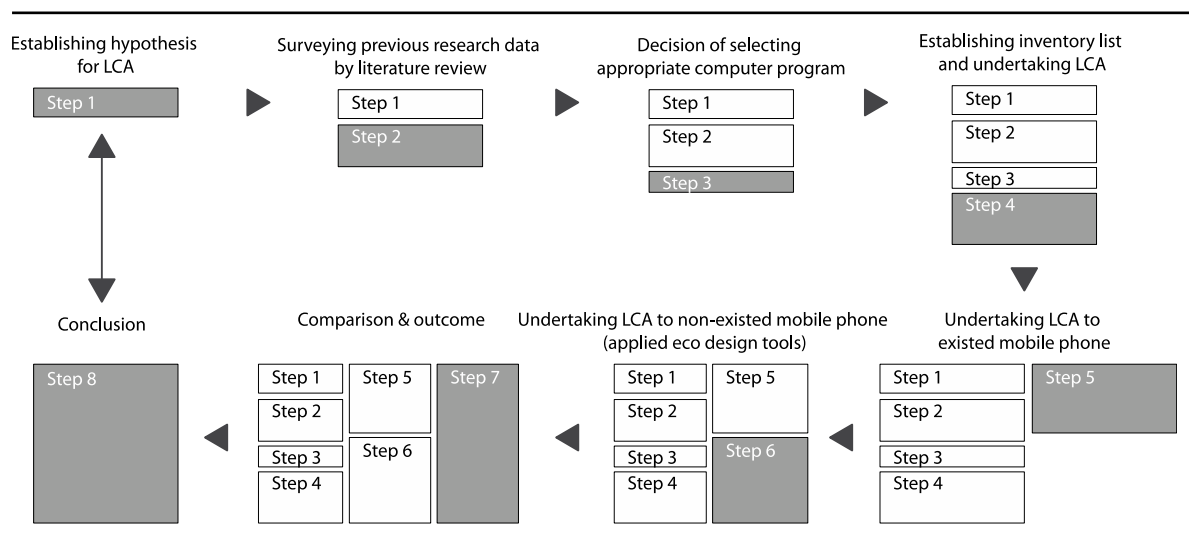 Establishing hypothesis
for LCA
Step 1
Surveying previous research data
by literature review
Step 1
Step 2
Decision of selecting
appropriate computer program
Step 1
Step 2
Step 3
Establishing inventory list
and undertaking LCA
Step 1
Step 2
Step 3
Step 4
Undertaking LCA to
existed mobile phone
Step 1
Step 2
Step 3
Step 4
Step 5
Undertaking LCA to non-existed mobile phone
(applied eco design tools)
Step 1
Step 2
Step 3
Step 4
Step 5
Step 6
Comparison & outcome
Step 1
Step 2
Step 3
Step 4
Step 5
Step 6
Step 7
Conclusion
Step 8